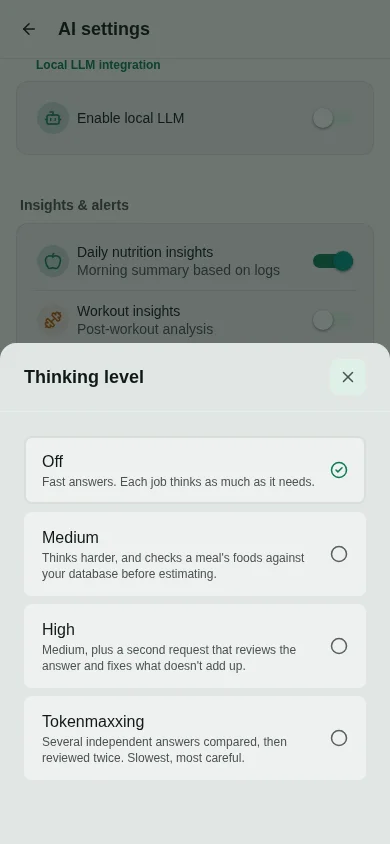 AI settings
Local LLM integration
Enable local LLM
Insights & alerts
Daily nutrition insights
Morning summary based on logs
Workout insights
Post-workout analysis
Thinking level
Off
Fast answers. Each job thinks as much as it needs.
Medium
Thinks harder, and checks a meal's foods against
your database before estimating.
High
Medium, plus a second request that reviews the
answer and fixes what doesn't add up.
Tokenmaxxing
Several independent answers compared, then
reviewed twice. Slowest, most careful.